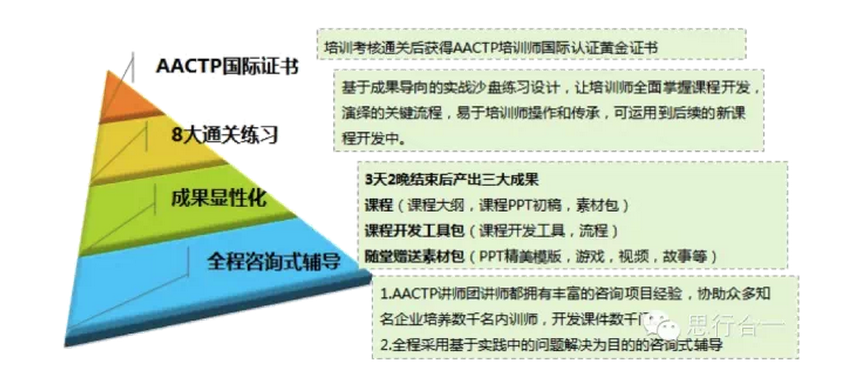 培训考核通关后获得AACTP培训师国际认证黄金证书
AACTP国际证书
基于成果导向的实战沙盘练习设计，让培训师全面掌握课程开发，
演绎的关键流程，易于培训师操作和传承，可运用到后续的新课
程开发中。
8大通关练习
3天2晚结束后产出三大成果
课程（课程大纲，课程PPT初稿，素材包）
课程开发工具包（课程开发工具，流程）
随堂赠送素材包（PPT精美模版，游戏，视频，故事等）
成果显性化
全程咨询式辅导
1.AACTP讲师团讲师都拥有丰富的咨询项目经验，协助众多知
名企业培养数千名内训师，开发课件数千门
2.全程采用基于实践中的问题解决为目的的咨询式辅导
思行合一